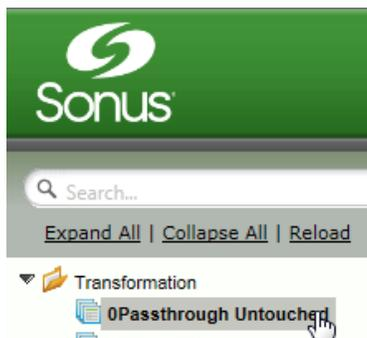 Sonus
Search...
Expand All | Collapse All | Reload
Transformation
0Passthrough Untouched